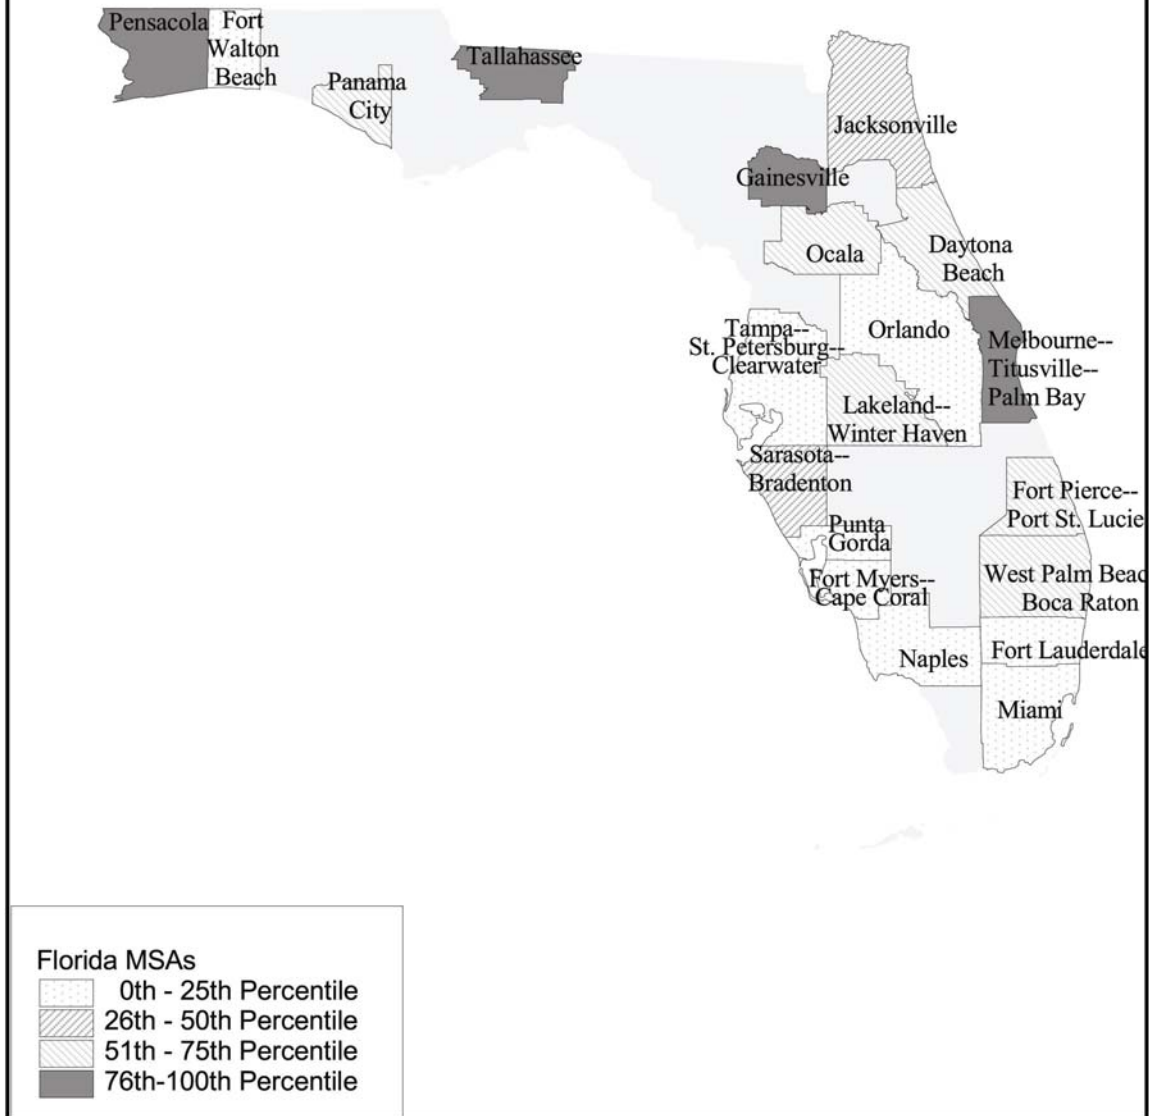 Pensacola
Fort
Walton
Beach
Panama
City
Tallahassee
Jacksonville
Gainesville
Ocala
Daytona
Beach
Orlando
Tampa--
St. Petersburg--
Clearwater
Melbourne--
Titusville--
Palm Bay
Lakeland--
Winter Haven
Sarasota--
Bradenton
Fort Pierce--
Port St. Lucie
Punta
Gorda
Fort Myers--
Cape Coral
West Palm Beac
Boca Raton
Fort Lauderdale
Naples
Miami
Florida MSAs
0th - 25th Percentile
26th - 50th Percentile
51th - 75th Percentile
76th-100th Percentile